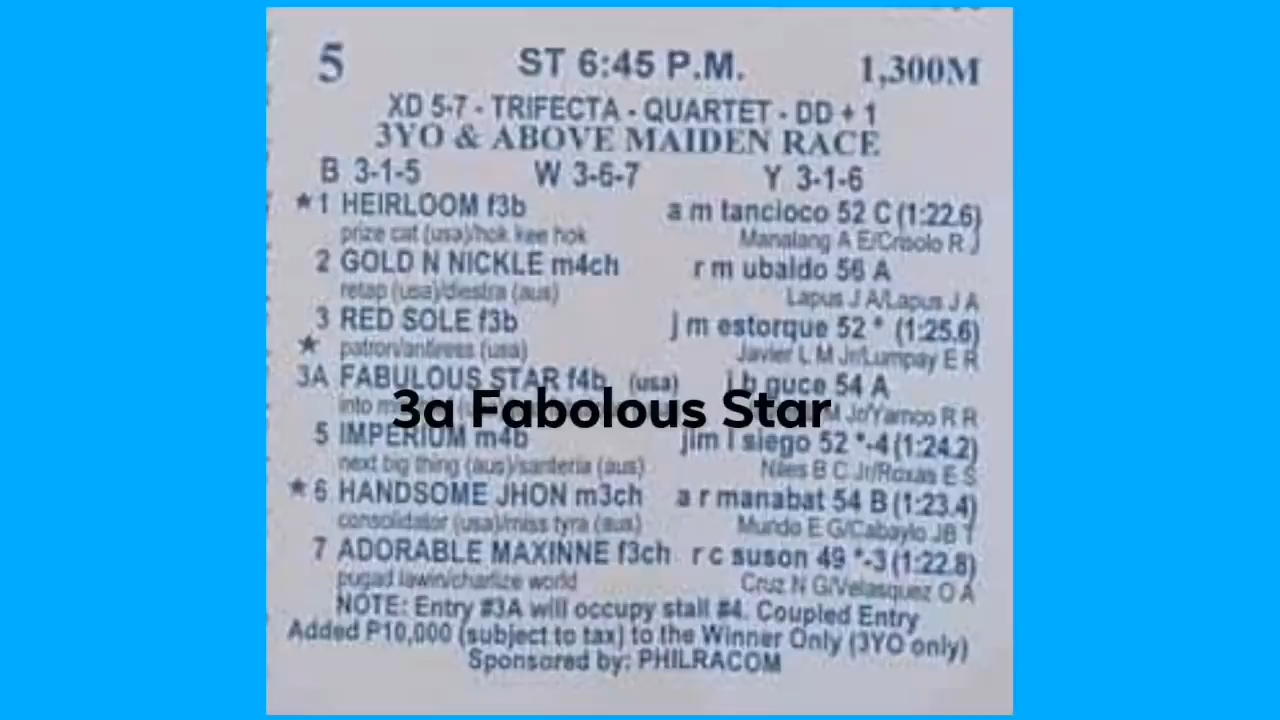 5 ST 6:45 P.M. 1,300M
XD 5-7 - TRIFECTA - QUARTET - DD + 1
3YO & ABOVE MAIDEN RACE
B 3-1-5 W 3-6-7 Y 3-1-6
★1 HEIRLOOM f3b a m tancioco 52 C (1:22.6)
prize cat (usa)/hok kee hok Manalang A E/Crisolo R J
2 GOLD N NICKLE m4ch r m ubaldo 56 A
retap (usa)/diestra (aus) Lapus J A/Lapus J A
3 RED SOLE f3b j m estorque 52 * (1:25.6)
★ patron/antirees (usa) Javier L M Jr/Lumpay E R
3A FABULOUS STAR f4b (usa) j b guce 54 A
3a Fabolous Star
into M Jr/Yamco R R
5 IMPERIUM m4b jim l siego 52 *-4 (1:24.2)
next big thing (aus)/santeria (aus) Niles B C Jr/Roxas E S
★6 HANDSOME JHON m3ch a r manabat 54 B (1:23.4)
consolidator (usa)/miss tyra (aus) Mundo E G/Cabaylo JB T
7 ADORABLE MAXINNE f3ch r c suson 49 *-3 (1:22.8)
pugad lawin/charlize world Cruz N G/Velasquez O A
NOTE: Entry #3A will occupy stall #4. Coupled Entry
Added P10,000 (subject to tax) to the Winner Only (3YO only)
Sponsored by: PHILRACOM